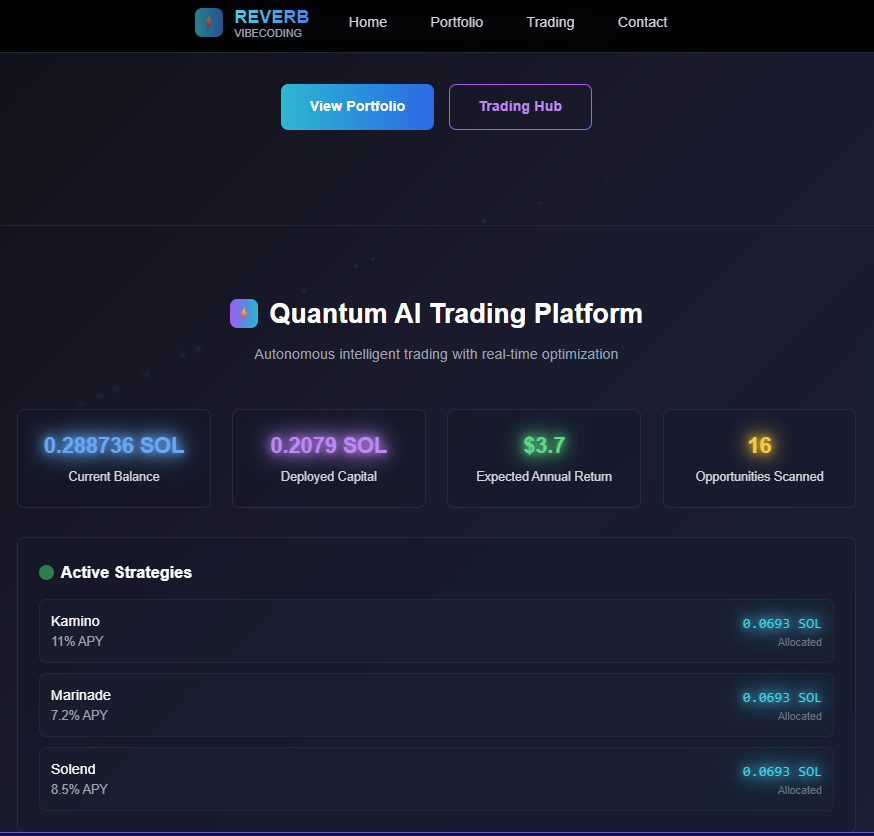 REVERB
VIBECODING
Home
Portfolio
Trading
Contact
View Portfolio
Trading Hub
Quantum AI Trading Platform
Autonomous intelligent trading with real-time optimization
0.288736 SOL
Current Balance
0.2079 SOL
Deployed Capital
$3.7
Expected Annual Return
16
Opportunities Scanned
Active Strategies
Kamino
11% APY
0.0693 SOL
Allocated
Marinade
7.2% APY
0.0693 SOL
Allocated
Solend
8.5% APY
0.0693 SOL
Allocated